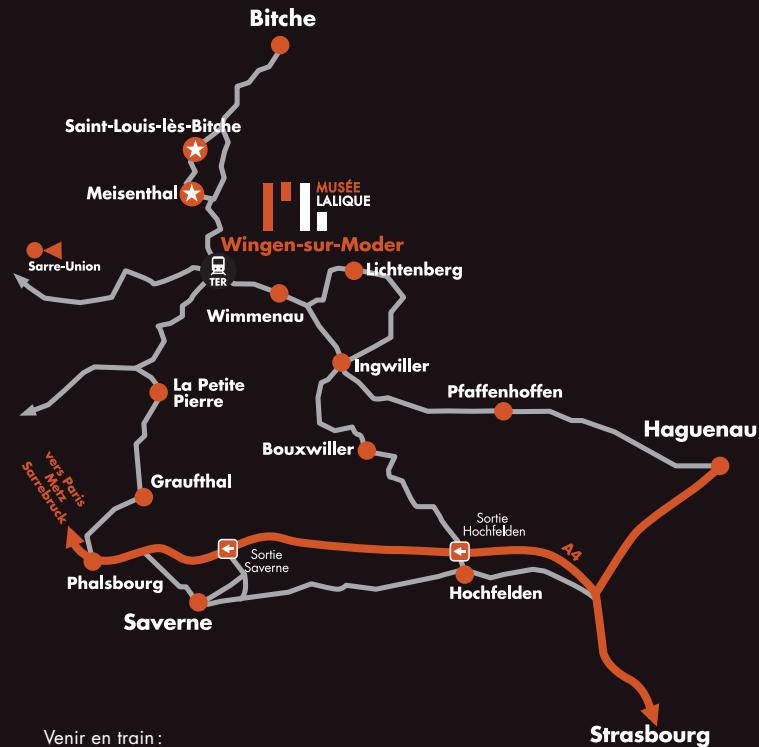 Bitche
Saint-Louis-lès-Bitche
Meisenthal
MUSÉE
LALIQUE
Wingen-sur-Moder
Sarre-Union
TER
Lichtenberg
Wimmenau
Ingwiller
La Petite
Pierre
Pfaffenhoffen
Haguenau
Bouxwiller
vers Paris
Metz
Sarrebruck
Graufthal
Sortie
Hochfelden
A4
Sortie
Saverne
Phalsbourg
Hochfelden
Saverne
Strasbourg
Venir en train :